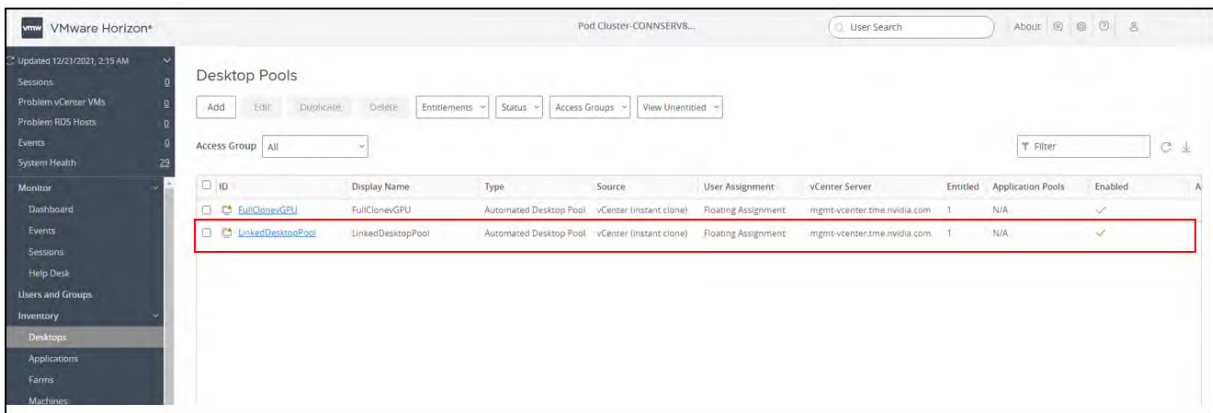 vmw VMware Horizon® Pod Cluster-CONNSERV8... User Search About
Updated 12/21/2021, 2:15 AM
Sessions 0
Problem vCenter VMs 0
Problem RDS Hosts 0
Events 0
System Health 29
Monitor
Dashboard
Events
Sessions
Help Desk
Users and Groups
Inventory
Desktops
Applications
Farms
Machines
Desktop Pools
Add Edit Duplicate Delete Entitlements Status Access Groups View Unentitled
Access Group All Filter
ID Display Name Type Source User Assignment vCenter Server Entitled Application Pools Enabled A
FullClonevGPU FullClonevGPU Automated Desktop Pool vCenter (instant clone) Floating Assignment mgmt-vcenter.tme.nvidia.com 1 N/A
LinkedDesktopPool LinkedDesktopPool Automated Desktop Pool vCenter (instant clone) Floating Assignment mgmt-vcenter.tme.nvidia.com 1 N/A